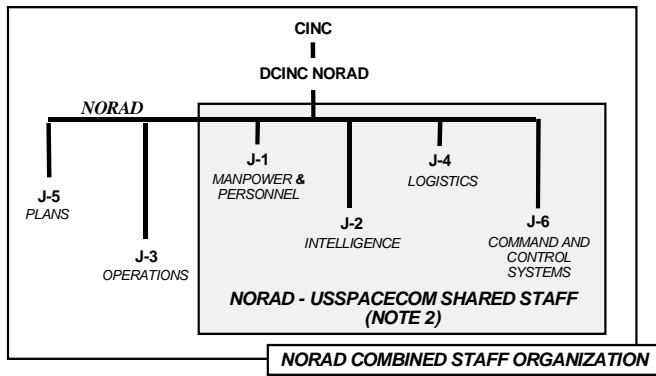 CINC
DCINC NORAD
NORAD
J-5
PLANS
J-3
OPERATIONS
J-1
MANPOWER &
PERSONNEL
J-2
INTELLIGENCE
J-4
LOGISTICS
J-6
COMMAND AND
CONTROL
SYSTEMS
NORAD - USSPACECOM SHARED STAFF
(NOTE 2)
NORAD COMBINED STAFF ORGANIZATION